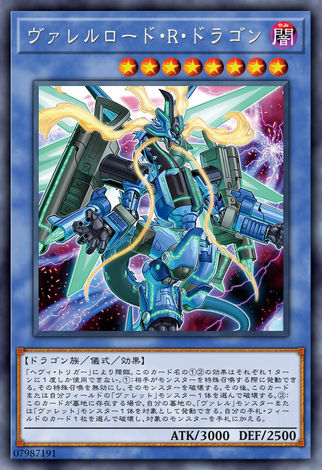 ヴァレルロード・R・ドラゴン
闇
やみ
【ドラゴン族/儀式/効果】
「ヘヴィ・トリガー」により降臨。このカード名の①②の効果はそれぞれ1タ
ーンに1度しか使用できない。①:相手がモンスターを特殊召喚する際に発動でき
る。その特殊召喚を無効にし、そのモンスターを破壊する。その後、このカード
または自分フィールドの「ヴァレット」モンスター1体を選んで破壊する。②:
このカードが墓地に存在する場合、自分の墓地の、「ヴァレル」モンスター1体また
は「ヴァレット」モンスター1体を対象として発動できる。自分の手札・フィ
ールドのカード1枚を選んで破壊し、対象のモンスターを手札に加える。
ATK/3000 DEF/2500
07987191